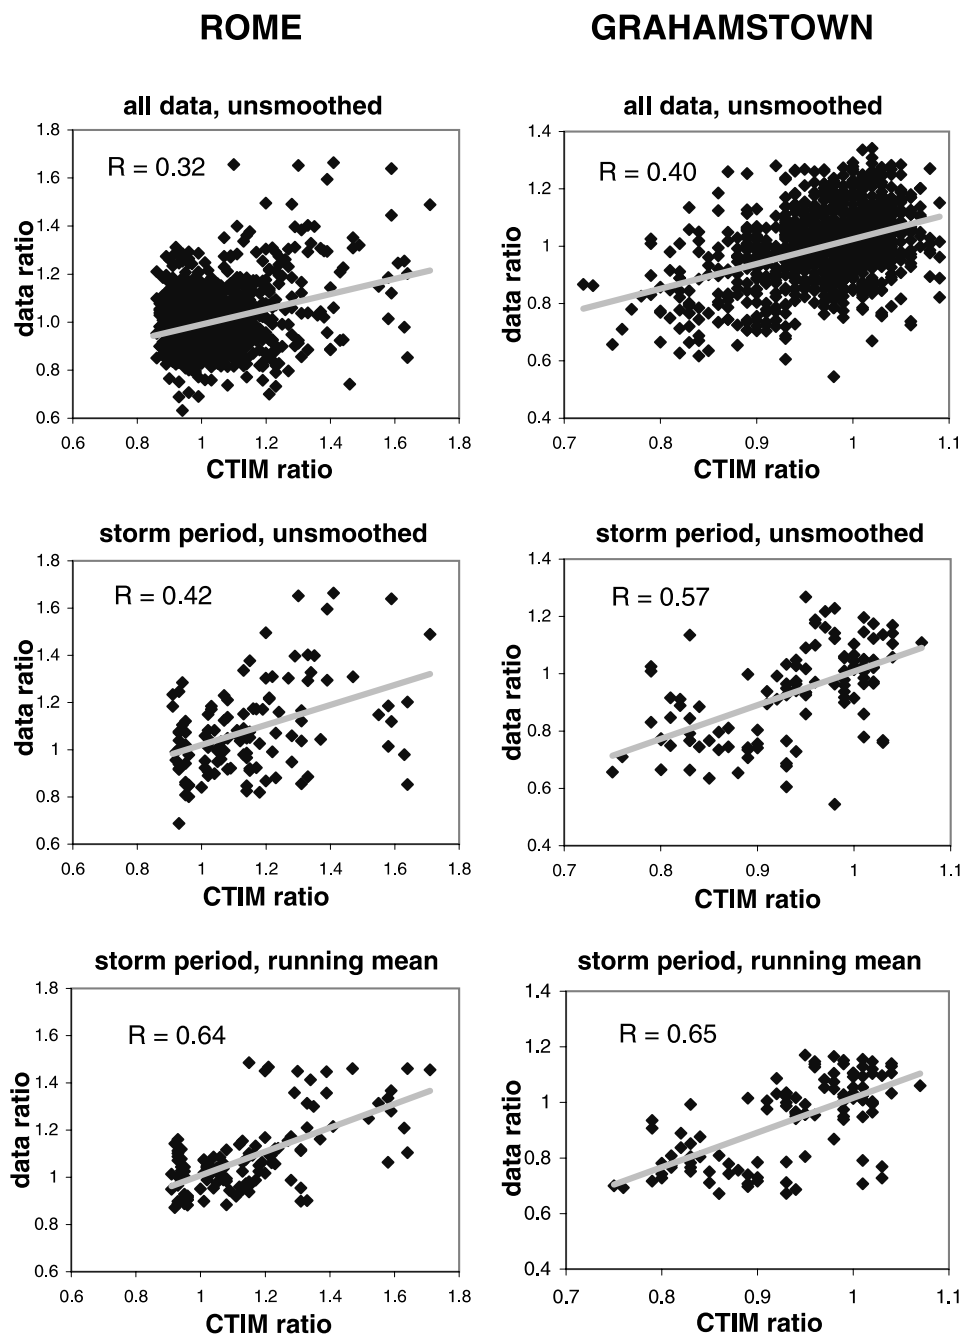 ROME
GRAHAMSTOWN
all data, unsmoothed
R = 0.32
data ratio
1.8
1.6
1.4
1.2
1.0
0.8
0.6
0.6
0.8
1
1.2
1.4
1.6
1.8
CTIM ratio
all data, unsmoothed
R = 0.40
data ratio
1.4
1.2
1
0.8
0.6
0.4
0.7
0.8
0.9
1
1.1
CTIM ratio
storm period, unsmoothed
R = 0.42
data ratio
1.8
1.6
1.4
1.2
1
0.8
0.6
0.6
0.8
1
1.2
1.4
1.6
1.8
CTIM ratio
storm period, unsmoothed
R = 0.57
data ratio
1.4
1.2
1
0.8
0.6
0.4
0.7
0.8
0.9
1
1.1
CTIM ratio
storm period, running mean
R = 0.64
data ratio
1.8
1.6
1.4
1.2
1
0.8
0.6
0.6
0.8
1
1.2
1.4
1.6
1.8
CTIM ratio
storm period, running mean
R = 0.65
data ratio
1.4
1.2
1
0.8
0.6
0.4
0.7
0.8
0.9
1
1.1
CTIM ratio